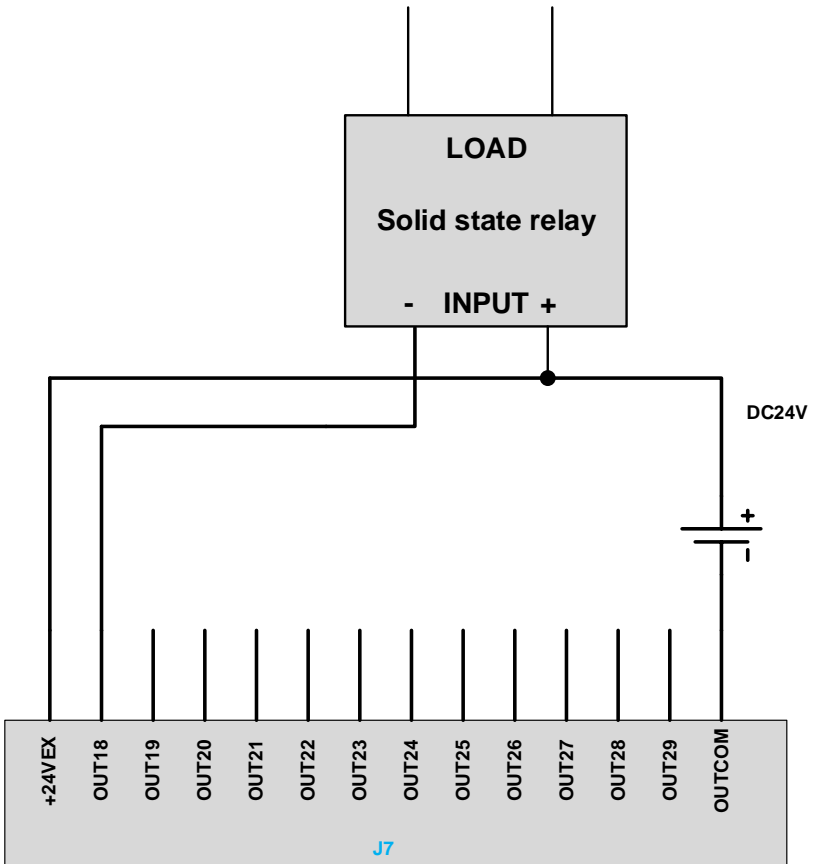 LOAD
Solid state relay
- INPUT +
DC24V
+
-
+24VEX
OUT18
OUT19
OUT20
OUT21
OUT22
OUT23
OUT24
OUT25
OUT26
OUT27
OUT28
OUT29
OUTCOM
J7